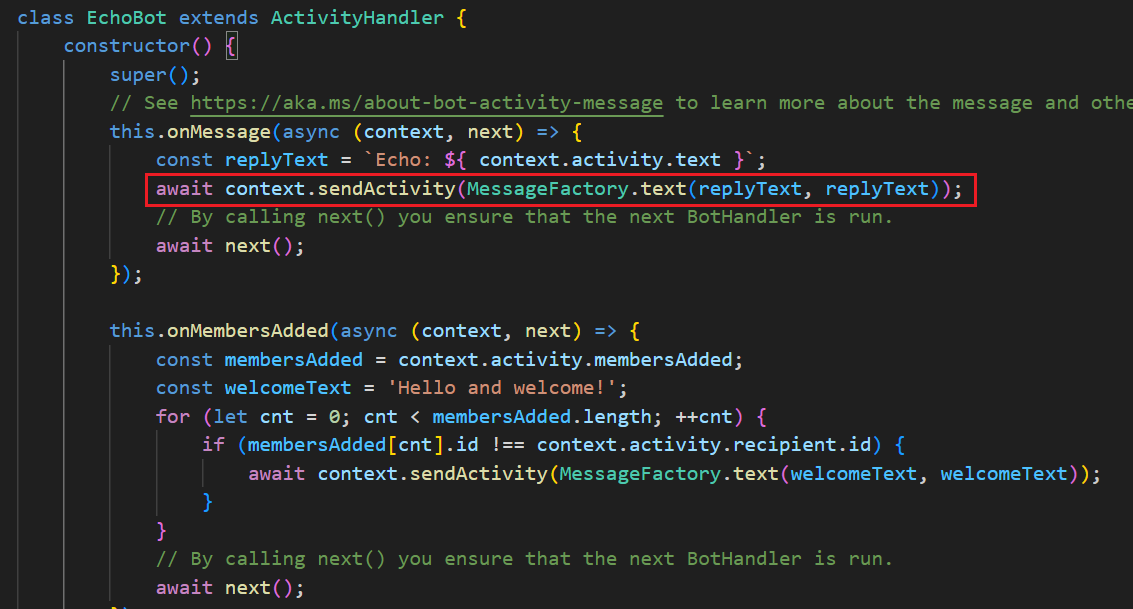 class EchoBot extends ActivityHandler {
constructor() {
super();
// See https://aka.ms/about-bot-activity-message to learn more about the message and othe
this.onMessage(async (context, next) => {
const replyText = `Echo: ${ context.activity.text }`;
await context.sendActivity(MessageFactory.text(replyText, replyText));
// By calling next() you ensure that the next BotHandler is run.
await next();
});
this.onMembersAdded(async (context, next) => {
const membersAdded = context.activity.membersAdded;
const welcomeText = 'Hello and welcome!';
for (let cnt = 0; cnt < membersAdded.length; ++cnt) {
if (membersAdded[cnt].id !== context.activity.recipient.id) {
await context.sendActivity(MessageFactory.text(welcomeText, welcomeText));
}
}
// By calling next() you ensure that the next BotHandler is run.
await next();